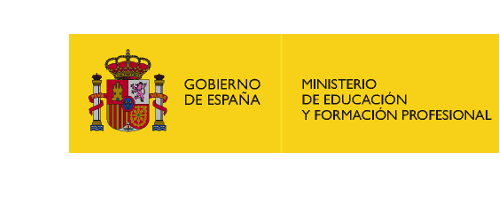 GOBIERNO
DE ESPAÑA
MINISTERIO
DE EDUCACIÓN
Y FORMACIÓN PROFESIONAL